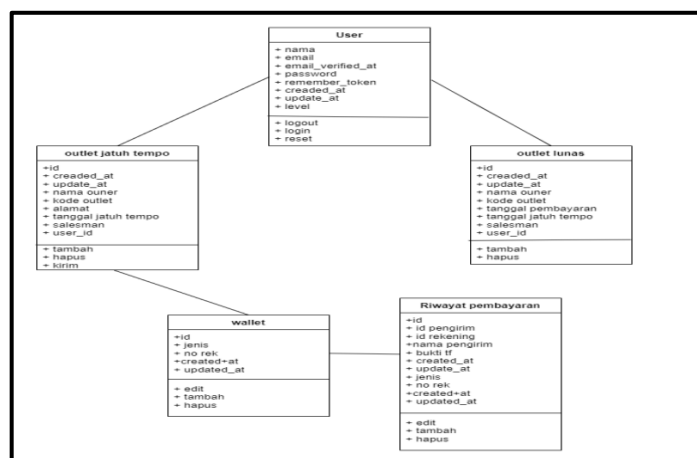 User
+ nama
+ email
+ email_verified_at
+ password
+ remember_token
+ creaded_at
+ update_at
+ level
+ logout
+ login
+ reset
outlet jatuh tempo
+id
+ creaded_at
+ update_at
+ nama ouner
+ kode outlet
+ alamat
+ tanggal jatuh tempo
+ salesman
+ user_id
+ tambah
+ hapus
+ kirim
outlet lunas
+id
+ creaded_at
+ update_at
+ nama ouner
+ kode outlet
+ tanggal pembayaran
+ tanggal jatuh tempo
+ salesman
+ user_id
+ tambah
+ hapus
wallet
+id
+ jenis
+ no rek
+created+at
+ updated_at
+ edit
+ tambah
+ hapus
Riwayat pembayaran
+id
+ id pengirim
+ id rekening
+nama pengirim
+ bukti tf
+ created_at
+ update_at
+ jenis
+ no rek
+created+at
+ updated_at
+ edit
+ tambah
+ hapus